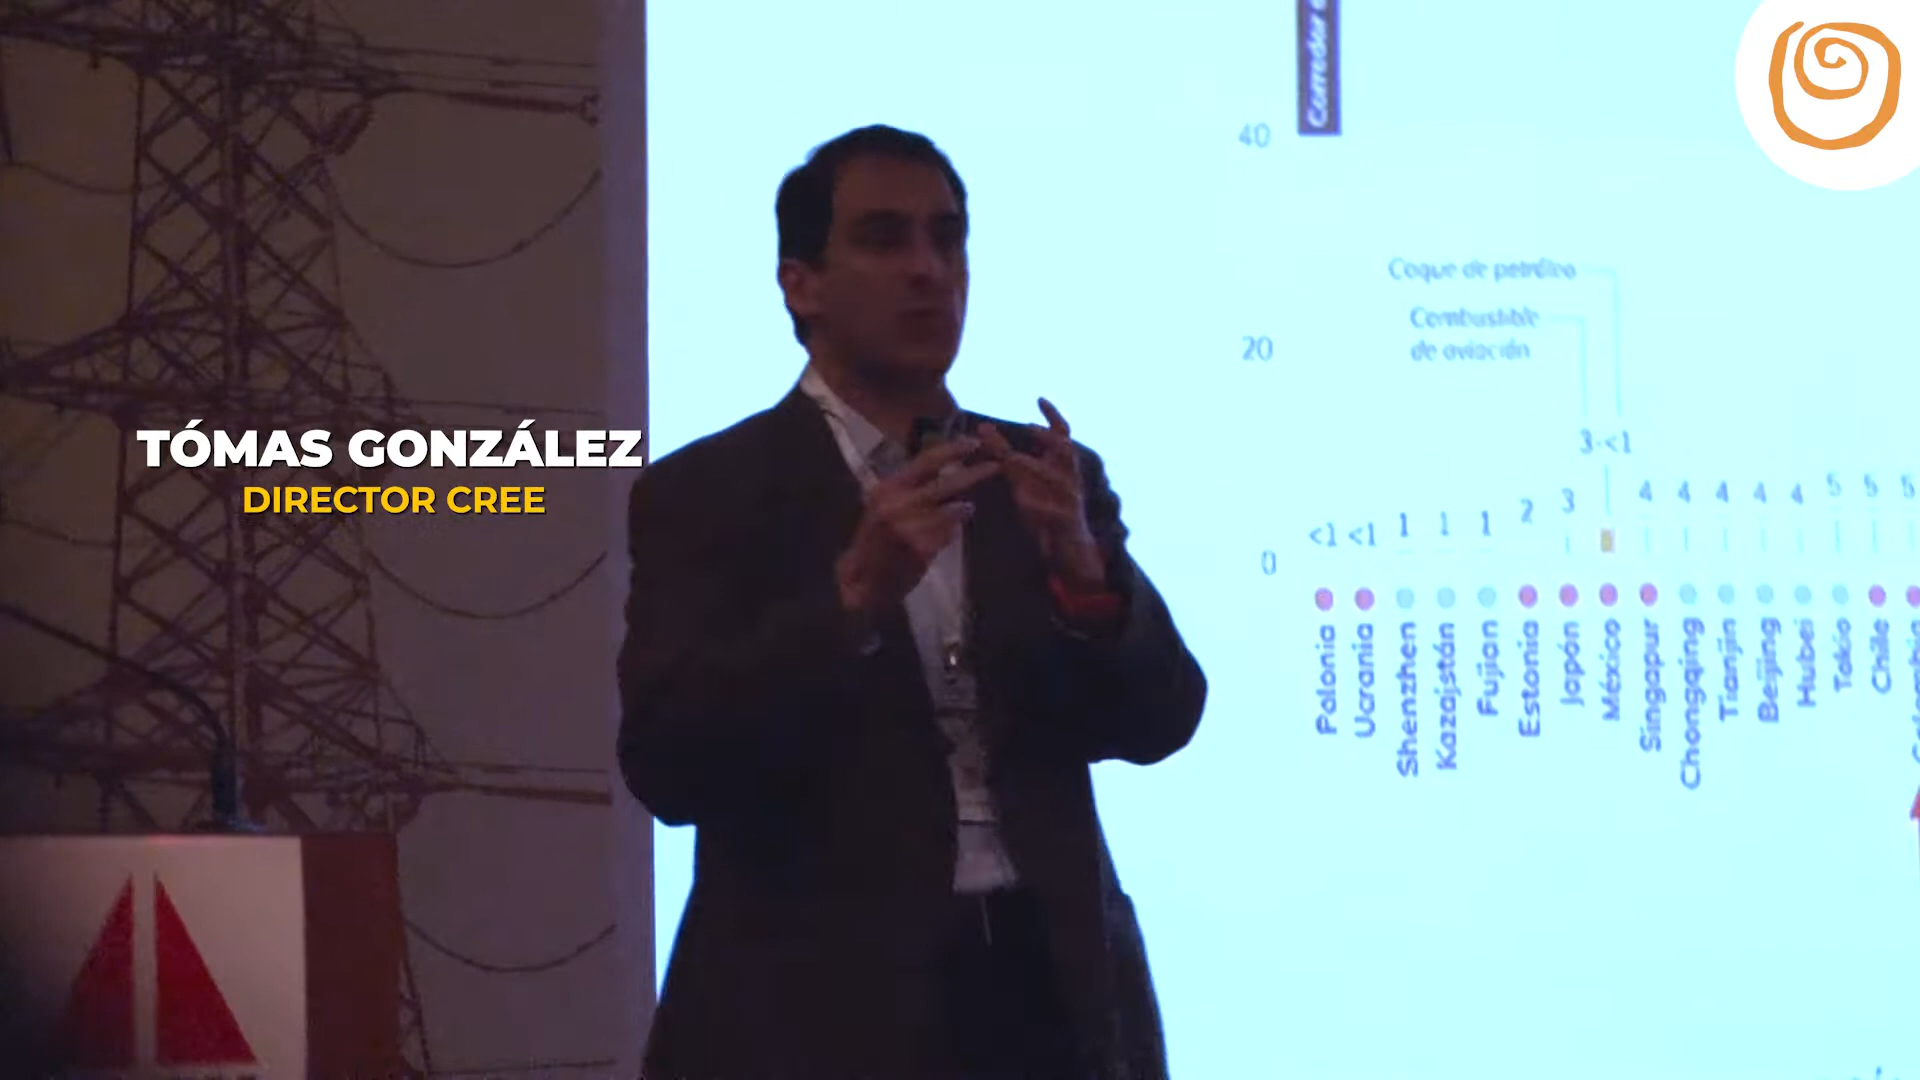 TÓMAS GONZÁLEZ
DIRECTOR CREE
40
Coque de petróleo
20
Combustible
de aviación
3-<1
<1 <1 1 1 1 2 3 4 4 4 4 4 5 5 5
0
Polonia
Ucrania
Shenzhen
Kazajstán
Fujian
Estonia
Japón
México
Singapur
Chongqing
Tianjin
Beijing
Hubei
Tokio
Chile